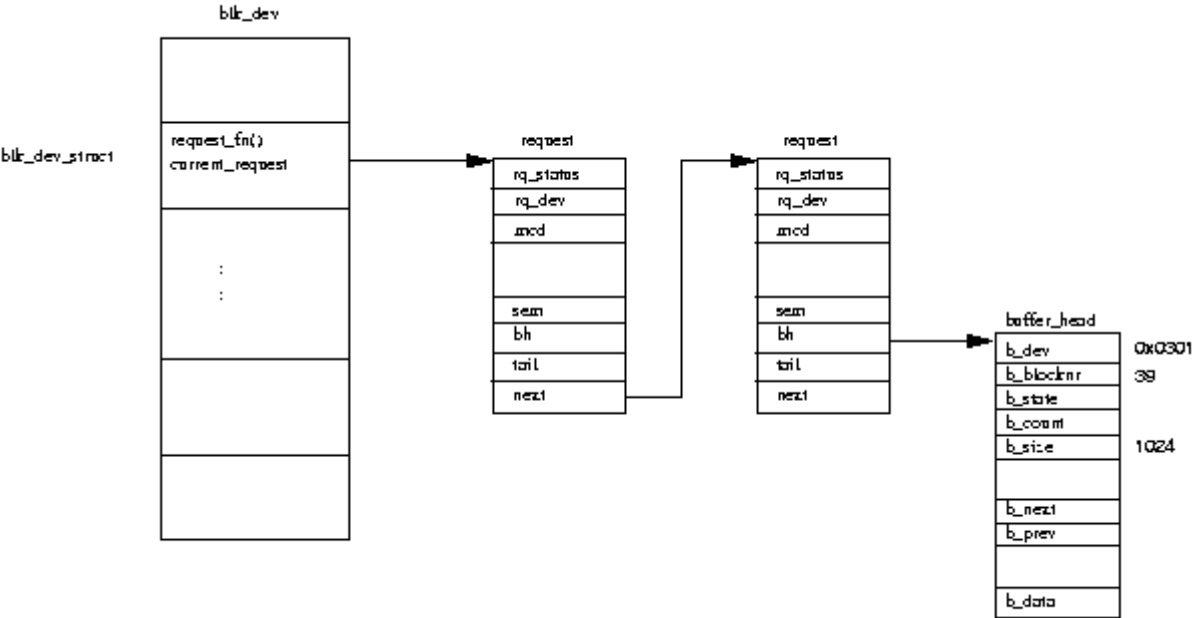 blk_dev
blk_dev_struct
request_fn()
current_request
:
:
request
rq_status
rq_dev
mcd
sem
bh
tail
next
request
rq_status
rq_dev
mcd
sem
bh
tail
next
buffer_head
b_dev 0x0301
b_blocknr 39
b_state
b_count
b_size 1024
b_next
b_prev
b_data